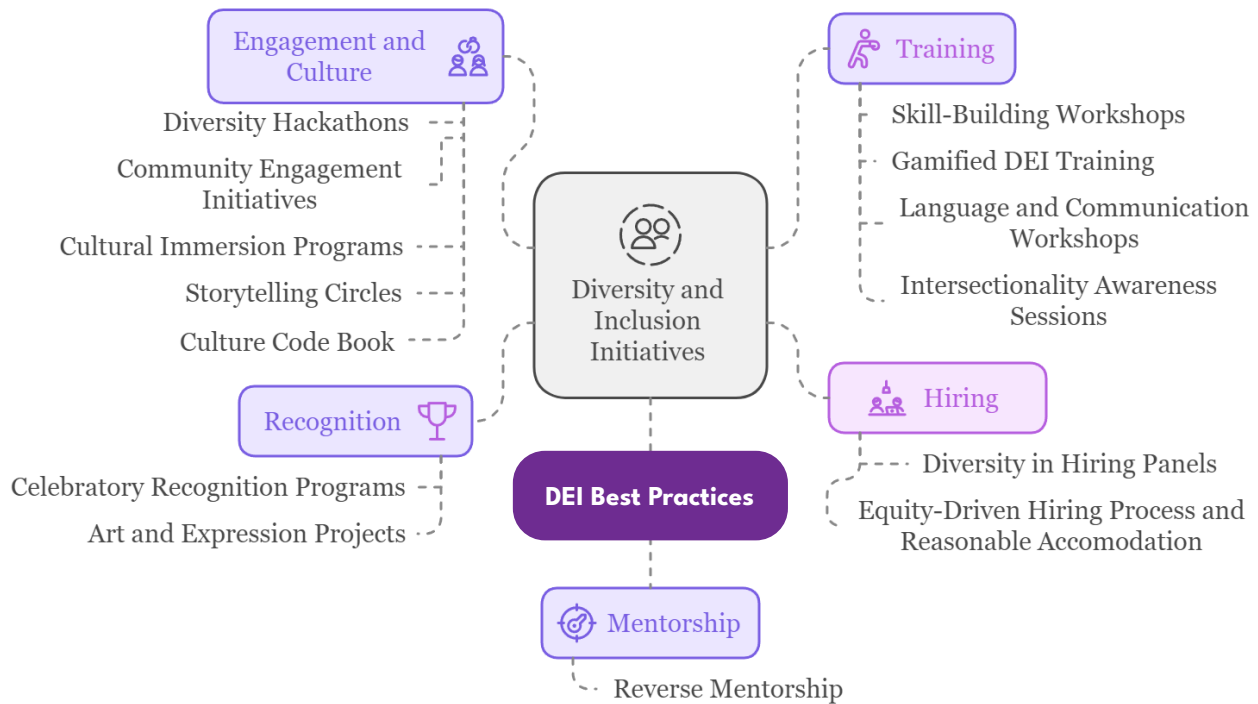 Engagement and
Culture
Diversity Hackathons
Community Engagement
Initiatives
Cultural Immersion Programs
Storytelling Circles
Culture Code Book
Recognition
Celebratory Recognition Programs
Art and Expression Projects
Diversity and
Inclusion
Initiatives
DEI Best Practices
Mentorship
Reverse Mentorship
Training
Skill-Building Workshops
Gamified DEI Training
Language and Communication
Workshops
Intersectionality Awareness
Sessions
Hiring
Diversity in Hiring Panels
Equity-Driven Hiring Process and
Reasonable Accomodation